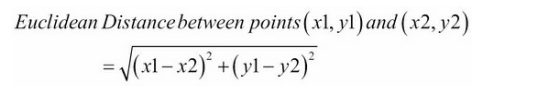 Euclidean Distance between points (x1, y1) and (x2, y2)
= √((x1 – x2)² + (y1 – y2)²)